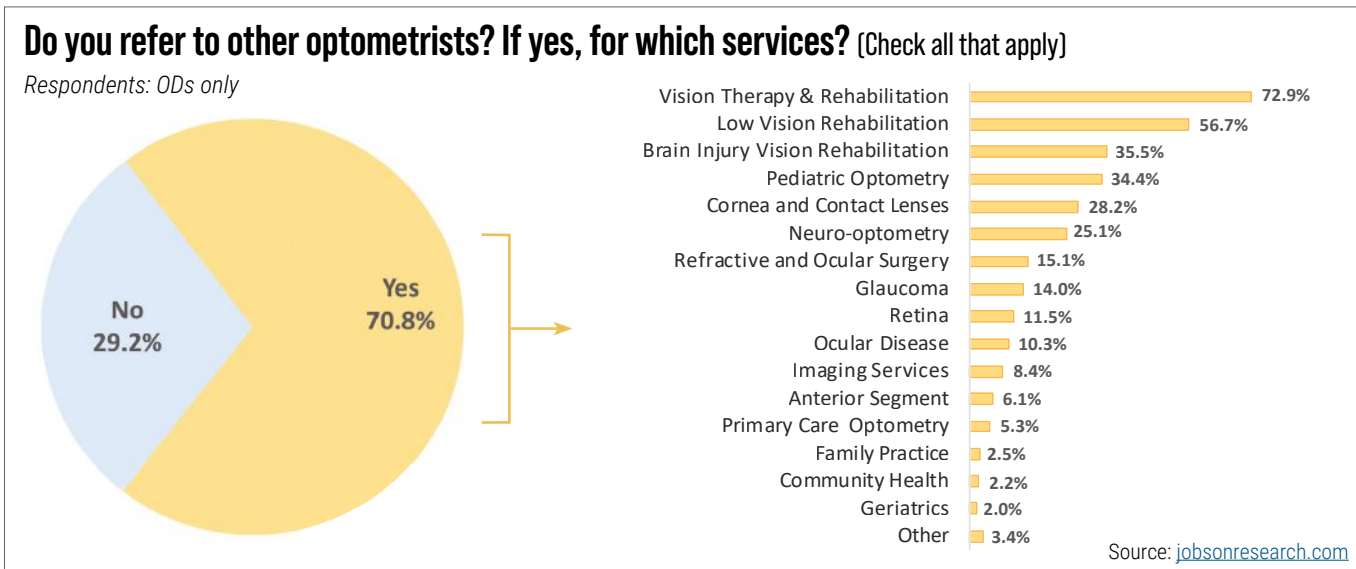 Do you refer to other optometrists? If yes, for which services? (Check all that apply)
Respondents: ODs only
No
29.2%
Yes
70.8%
Vision Therapy & Rehabilitation 72.9%
Low Vision Rehabilitation 56.7%
Brain Injury Vision Rehabilitation 35.5%
Pediatric Optometry 34.4%
Cornea and Contact Lenses 28.2%
Neuro-optometry 25.1%
Refractive and Ocular Surgery 15.1%
Glaucoma 14.0%
Retina 11.5%
Ocular Disease 10.3%
Imaging Services 8.4%
Anterior Segment 6.1%
Primary Care Optometry 5.3%
Family Practice 2.5%
Community Health 2.2%
Geriatrics 2.0%
Other 3.4%
Source: jobsonresearch.com